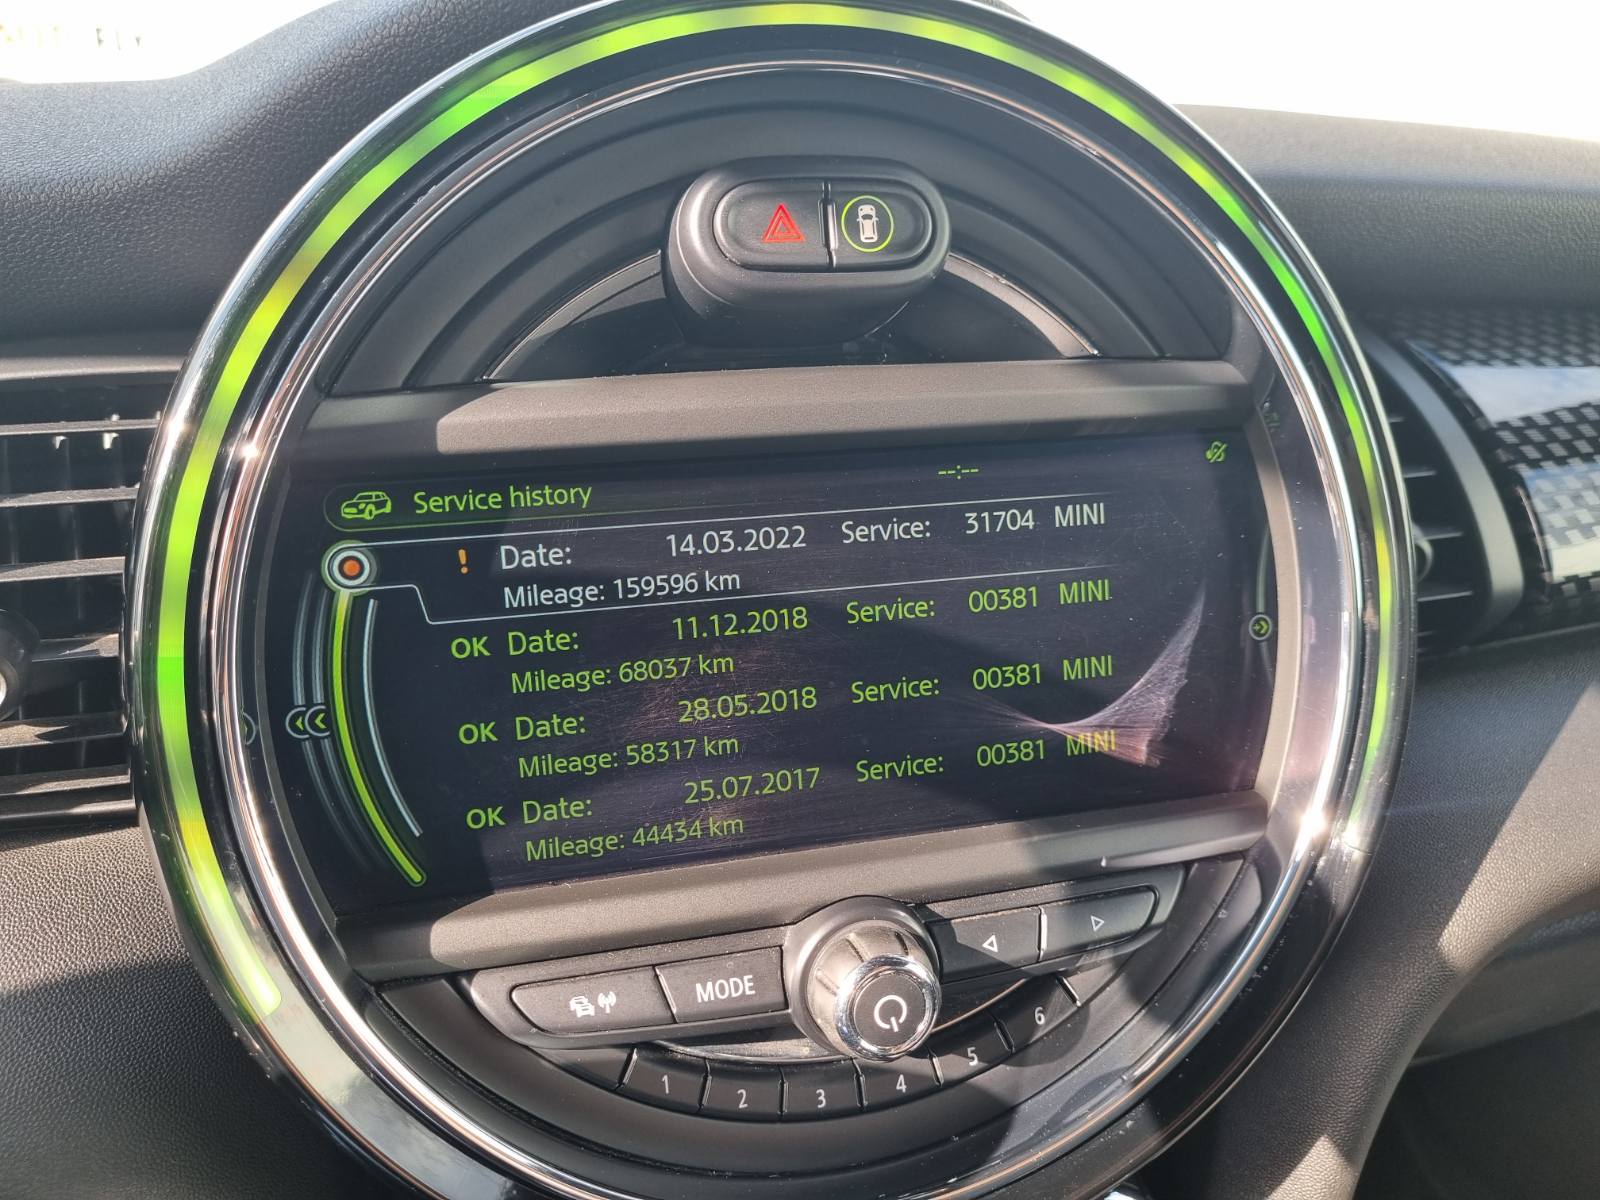 --:--
Service history
! Date: 14.03.2022 Service: 31704 MINI
Mileage: 159596 km
OK Date: 11.12.2018 Service: 00381 MINI
Mileage: 68037 km
OK Date: 28.05.2018 Service: 00381 MINI
Mileage: 58317 km
OK Date: 25.07.2017 Service: 00381 MINI
Mileage: 44434 km
MODE
1 2 3 4 5 6